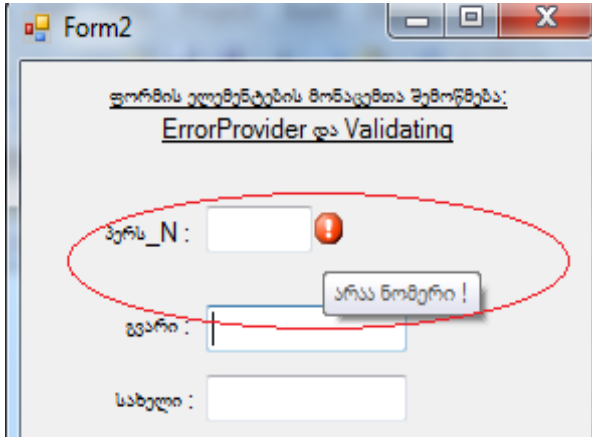 Form2
ფორმის ელემენტების მონაცემთა შემოწმება:
ErrorProvider და Validating
პერს_N :
არაა ნომერი !
გვარი :
სახელი :